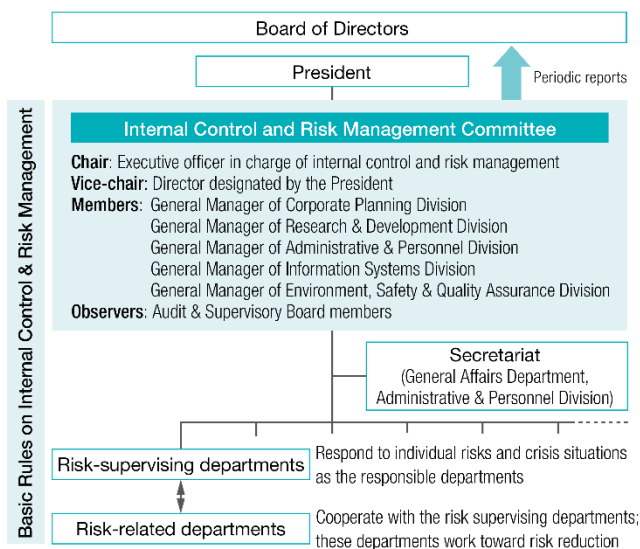 Board of Directors
President
Periodic reports
Basic Rules on Internal Control & Risk Management
Internal Control and Risk Management Committee
Chair: Executive officer in charge of internal control and risk management
Vice-chair: Director designated by the President
Members: General Manager of Corporate Planning Division
General Manager of Research & Development Division
General Manager of Administrative & Personnel Division
General Manager of Information Systems Division
General Manager of Environment, Safety & Quality Assurance Division
Observers: Audit & Supervisory Board members
Secretariat
(General Affairs Department,
Administrative & Personnel Division)
Risk-supervising departments
Respond to individual risks and crisis situations
as the responsible departments
Risk-related departments
Cooperate with the risk supervising departments;
these departments work toward risk reduction